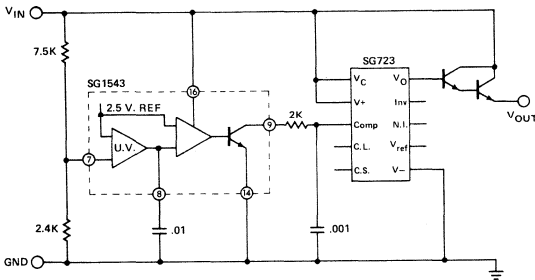 V_IN
7.5K
SG1543
2.5 V. REF
16
U.V.
7
8
9
14
2K
2.4K
.01
.001
GND
SG723
V_C
V_O
V+
Inv
Comp
N.I.
C.L.
V_ref
C.S.
V−
V_OUT